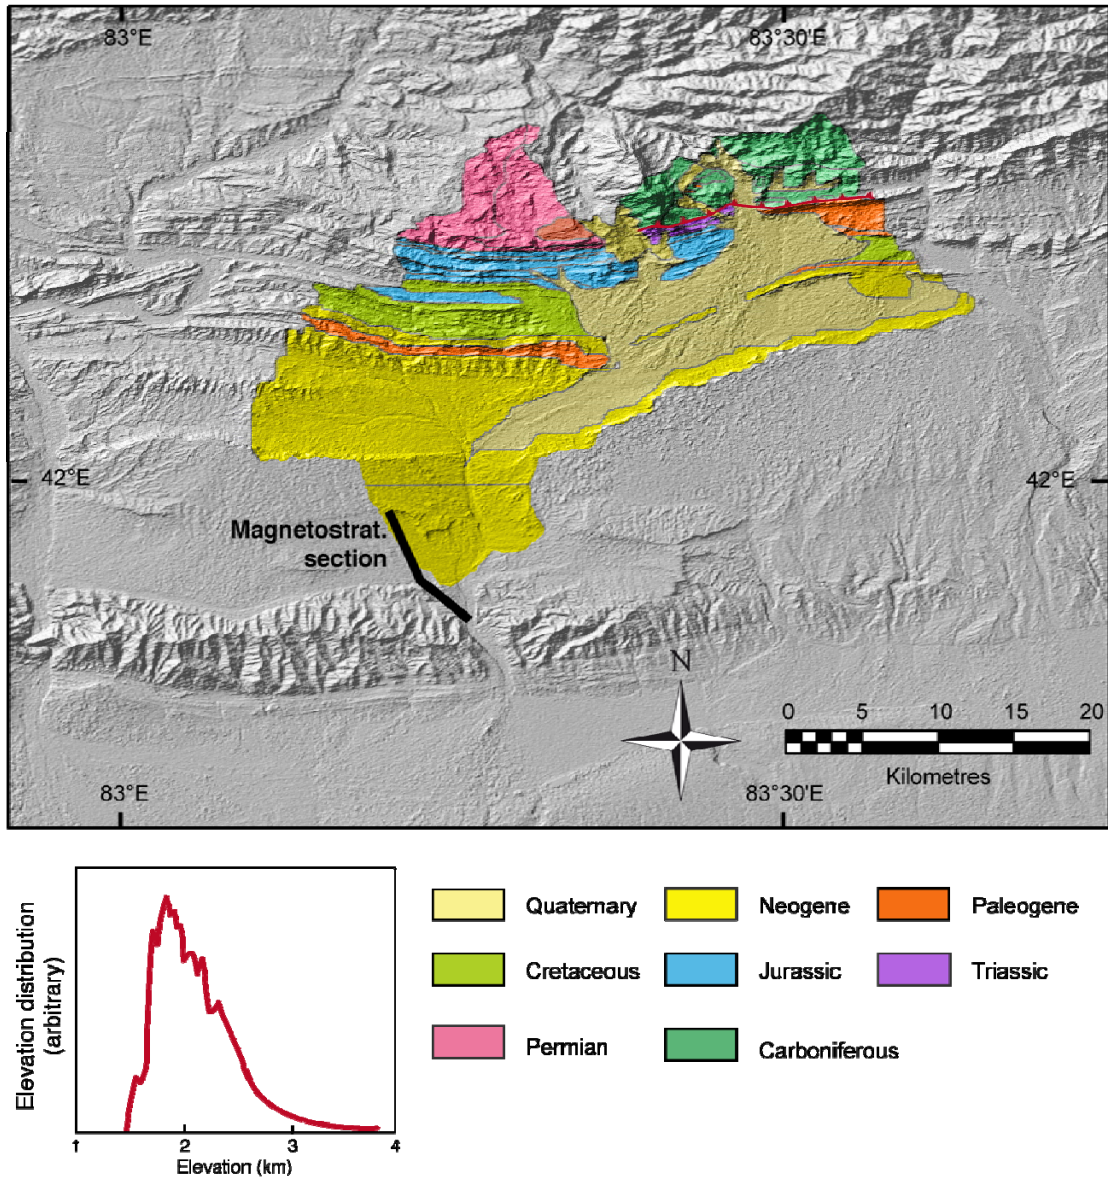 83°E
83°30'E
42°E
42°E
Magnetostrat.
section
N
0 5 10 15 20
Kilometres
83°E
83°30'E
Elevation distribution
(arbitrary)
1 2 3 4
Elevation (km)
Quaternary
Neogene
Paleogene
Cretaceous
Jurassic
Triassic
Permian
Carboniferous